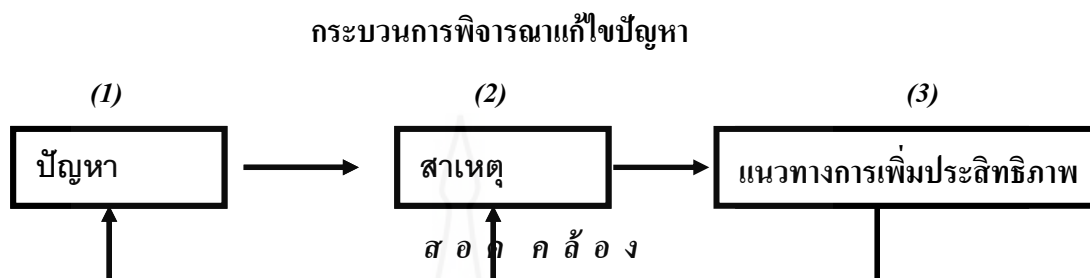 กระบวนการพิจารณาแก้ไขปัญหา
(1) (2) (3)
ปัญหา สาเหตุ แนวทางการเพิ่มประสิทธิภาพ
ส อ ด ค ล้ อ ง